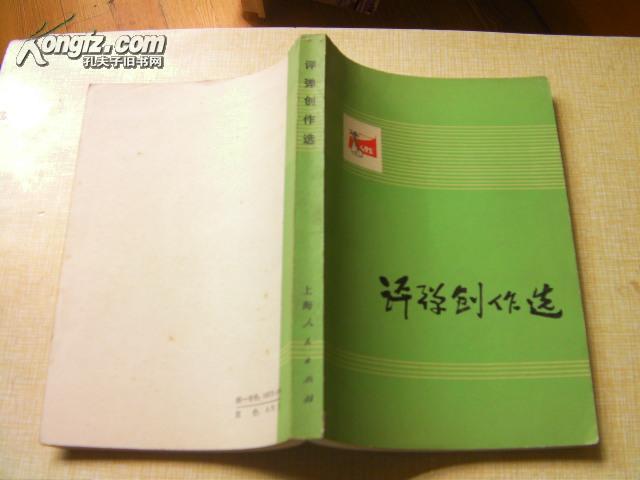 Kongfz.com
孔夫子旧书网
评弹创作选
上海人民出版社
评弹创作选